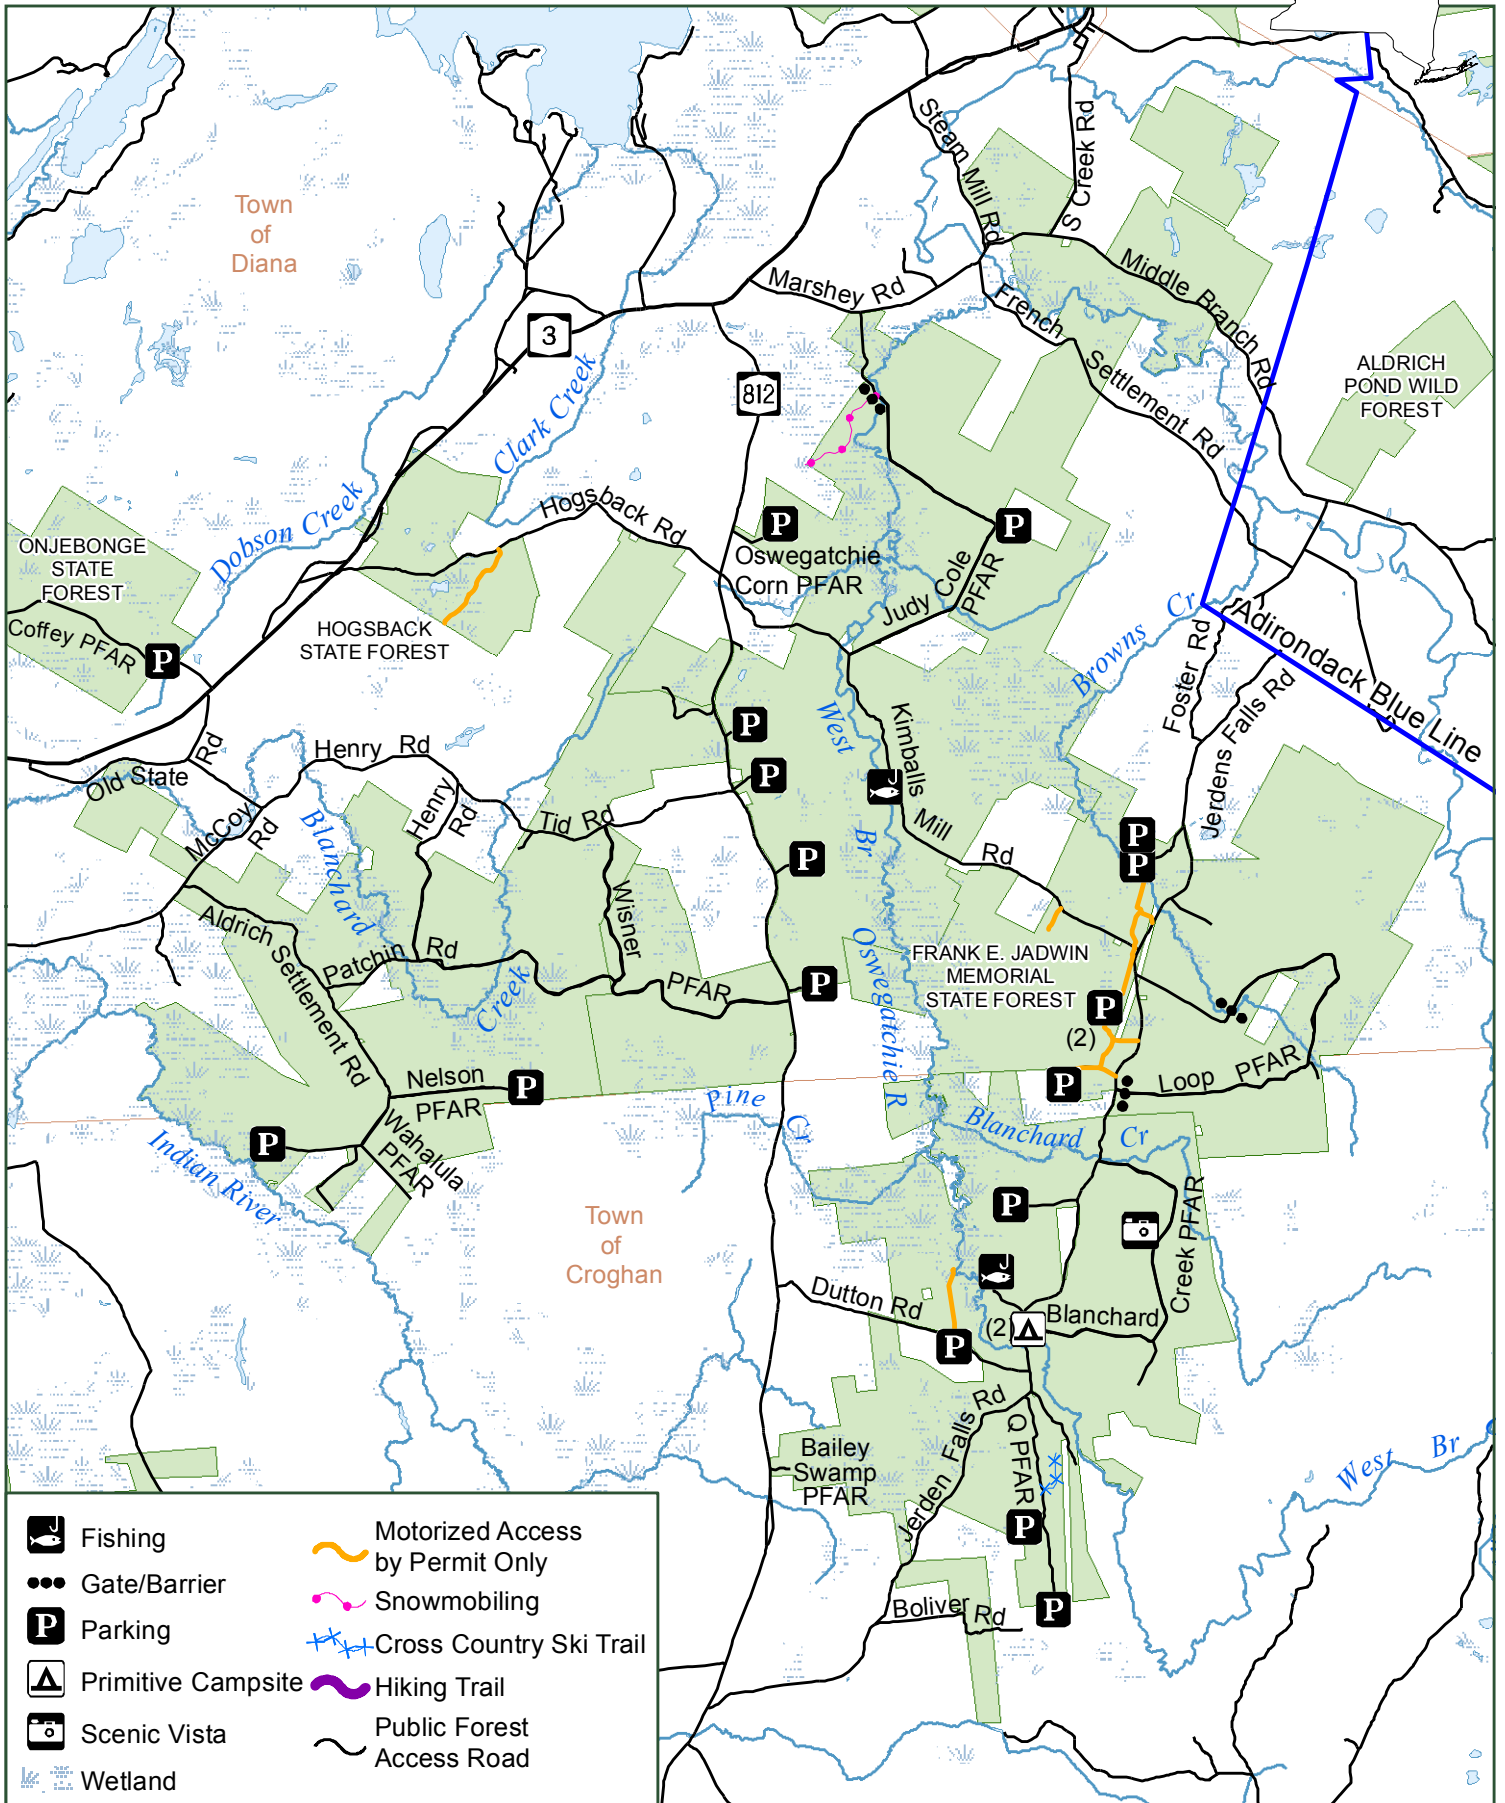 Town
of
Diana
Steam Mill Rd
S Creek Rd
Marshey Rd
Middle Branch Rd
French Settlement Rd
3
812
Clark Creek
ALDRICH
POND WILD
FOREST
Dobson Creek
Hogsback Rd
P
P
Oswegatchie
Corn PFAR
Judy Cole
PFAR
ONJEBONGE
STATE
FOREST
Coffey PFAR
P
HOGSBACK
STATE FOREST
Browns Cr
Adirondack Blue Line
Foster Rd
Jerdens Falls Rd
West Br Oswegatchie R
Kimballs Mill Rd
P
P
Old State Rd
Henry Rd
Henry Rd
McCoy Rd
Blanchard Creek
Tid Rd
P
P
P
Wisner
PFAR
P
Aldrich Settlement Rd
Patchin Rd
FRANK E. JADWIN
MEMORIAL
STATE FOREST
P
(2)
P
Loop PFAR
Nelson
PFAR
P
Pine Cr
Blanchard Cr
P
Wahalula
PFAR
Indian River
P
Town
of
Croghan
Creek PFAR
Blanchard
Dutton Rd
(2
P
Jerden Falls Rd
Q PFAR
Bailey
Swamp
PFAR
P
P
Boliver Rd
West Br
Fishing
Gate/Barrier
P Parking
Primitive Campsite
Scenic Vista
Wetland
Motorized Access
by Permit Only
Snowmobiling
Cross Country Ski Trail
Hiking Trail
Public Forest
Access Road